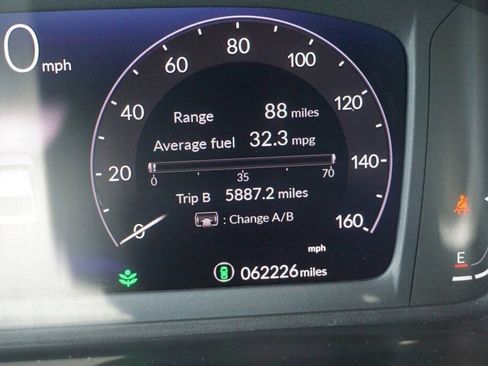 0 mph
80
60 100
40 120
20 140
0 160
Range 88 miles
Average fuel 32.3 mpg
0 35 70
Trip B 5887.2 miles
: Change A/B
mph
062226 miles
E